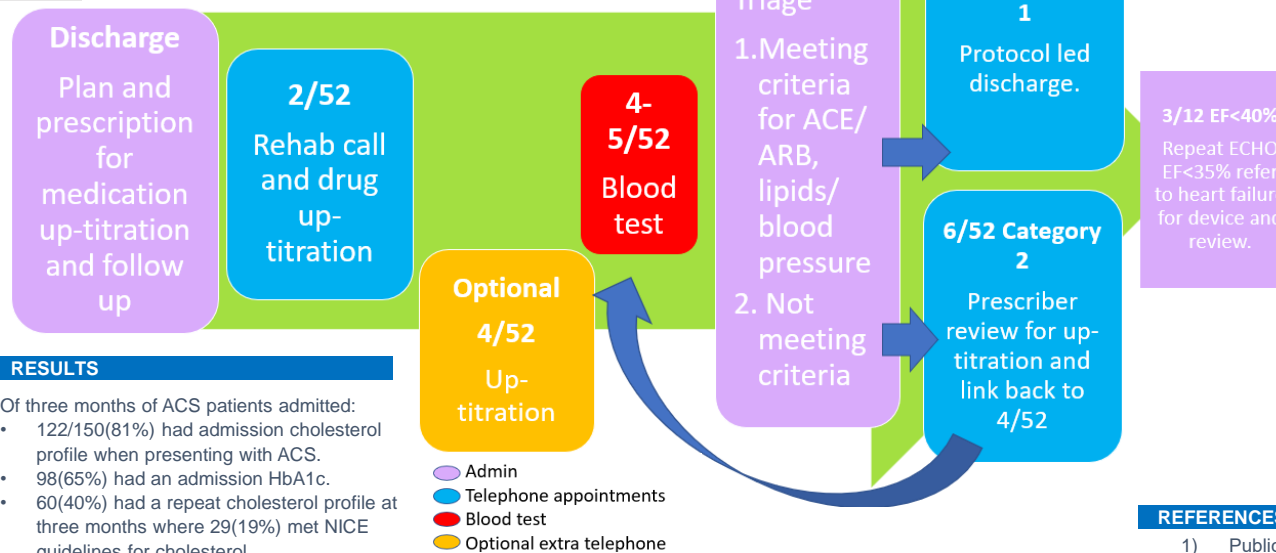 Discharge
Plan and
prescription
for
medication
up-titration
and follow
up
2/52
Rehab call
and drug
up-
titration
Optional
4/52
Up-
titration
4-
5/52
Blood
test
Triage
1.Meeting
criteria
for ACE/
ARB,
lipids/
blood
pressure
2. Not
meeting
criteria
1
Protocol led
discharge.
6/52 Category
2
Prescriber
review for up-
titration and
link back to
4/52
3/12 EF<40%
Repeat ECHO
EF<35% refer
to heart failure
for device and
review.
RESULTS
Of three months of ACS patients admitted:
• 122/150(81%) had admission cholesterol
profile when presenting with ACS.
• 98(65%) had an admission HbA1c.
• 60(40%) had a repeat cholesterol profile at
three months where 29(19%) met NICE
guidelines for cholesterol
Admin
Telephone appointments
Blood test
Optional extra telephone
REFERENCES
1) Public